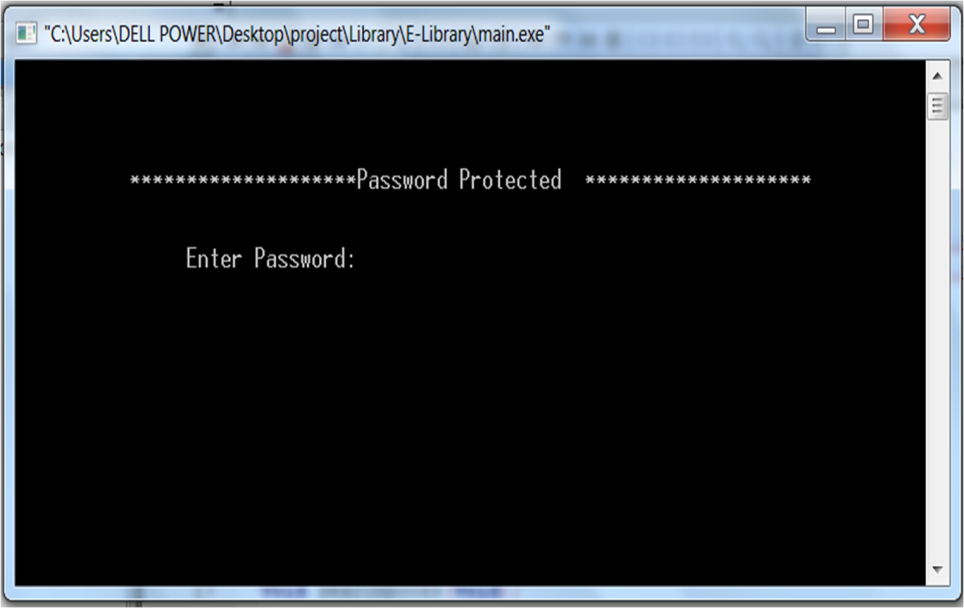 "C:\Users\DELL POWER\Desktop\project\Library\E-Library\main.exe"
********************Password Protected  ********************
Enter Password: